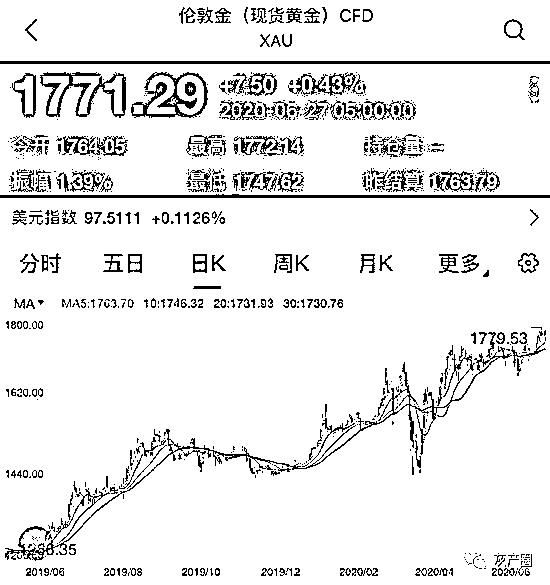 伦敦金（现货黄金）CFD
XAU
1771.29
+7.50 +0.43%
2020-06-27 05:00:00
今开 1764.05 最高 1772.14 持仓量 --
振幅 1.39% 最低 1747.62 昨结算 1763.79
美元指数 97.5111 +0.1126%
分时 五日 日K 周K 月K 更多
MA MA5:1763.70 10:1746.32 20:1731.93 30:1730.76
1800.00
1779.53
1620.00
1440.00
2019/06 2019/08 2019/10 2019/12 2020/02 2020/04 2020/06
灰产圈